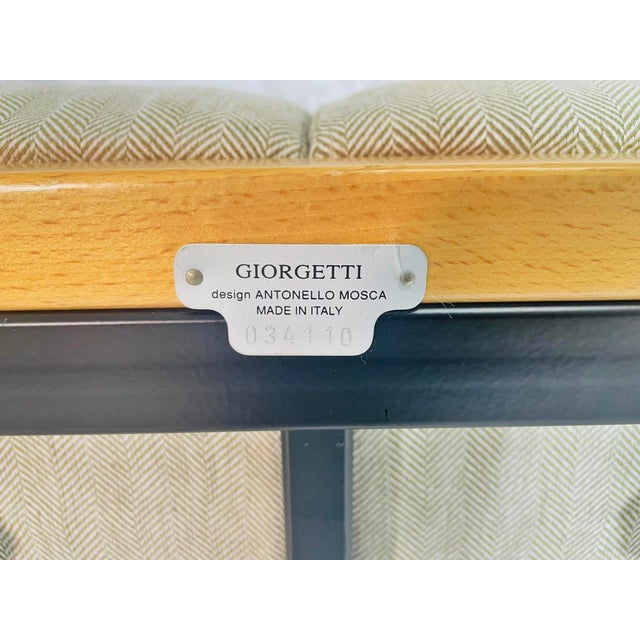 GIORGETTI
design ANTONELLO MOSCA
MADE IN ITALY
034110